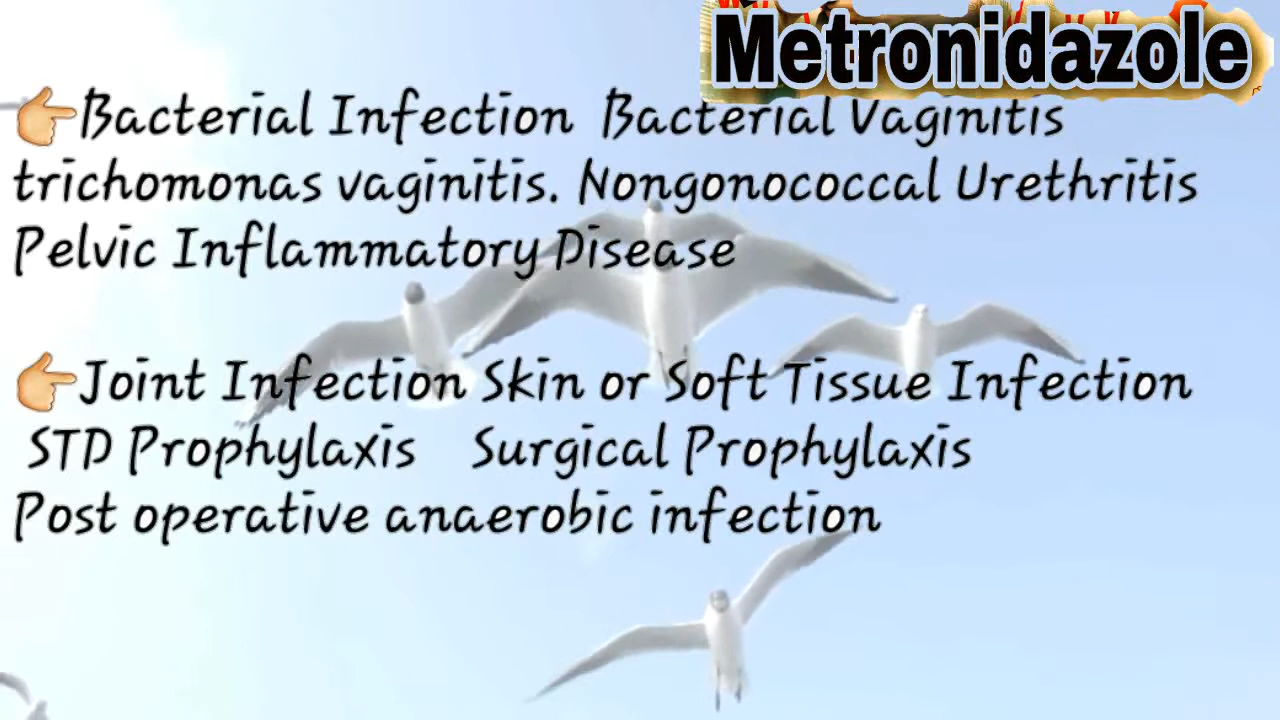 Metronidazole
👉Bacterial Infection Bacterial Vaginitis
trichomonas vaginitis. Nongonococcal Urethritis
Pelvic Inflammatory Disease
👉Joint Infection Skin or Soft Tissue Infection
STD Prophylaxis Surgical Prophylaxis
Post operative anaerobic infection